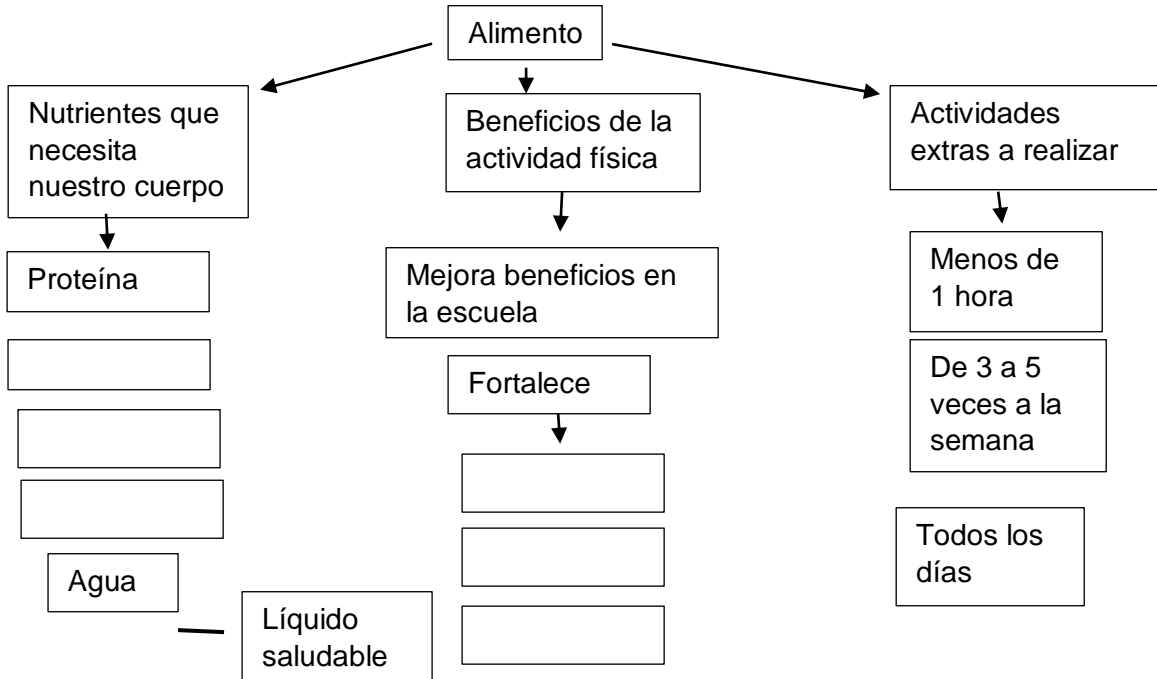 Alimento
Nutrientes que
necesita
nuestro cuerpo
Proteína
Agua
Líquido
saludable
Beneficios de la
actividad física
Mejora beneficios en
la escuela
Fortalece
Actividades
extras a realizar
Menos de
1 hora
De 3 a 5
veces a la
semana
Todos los
días